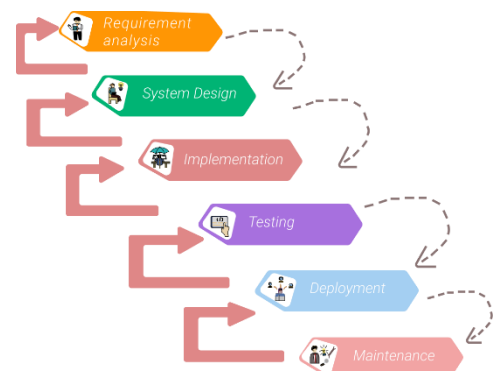 Requirement
analysis
System Design
Implementation
Testing
Deployment
Maintenance